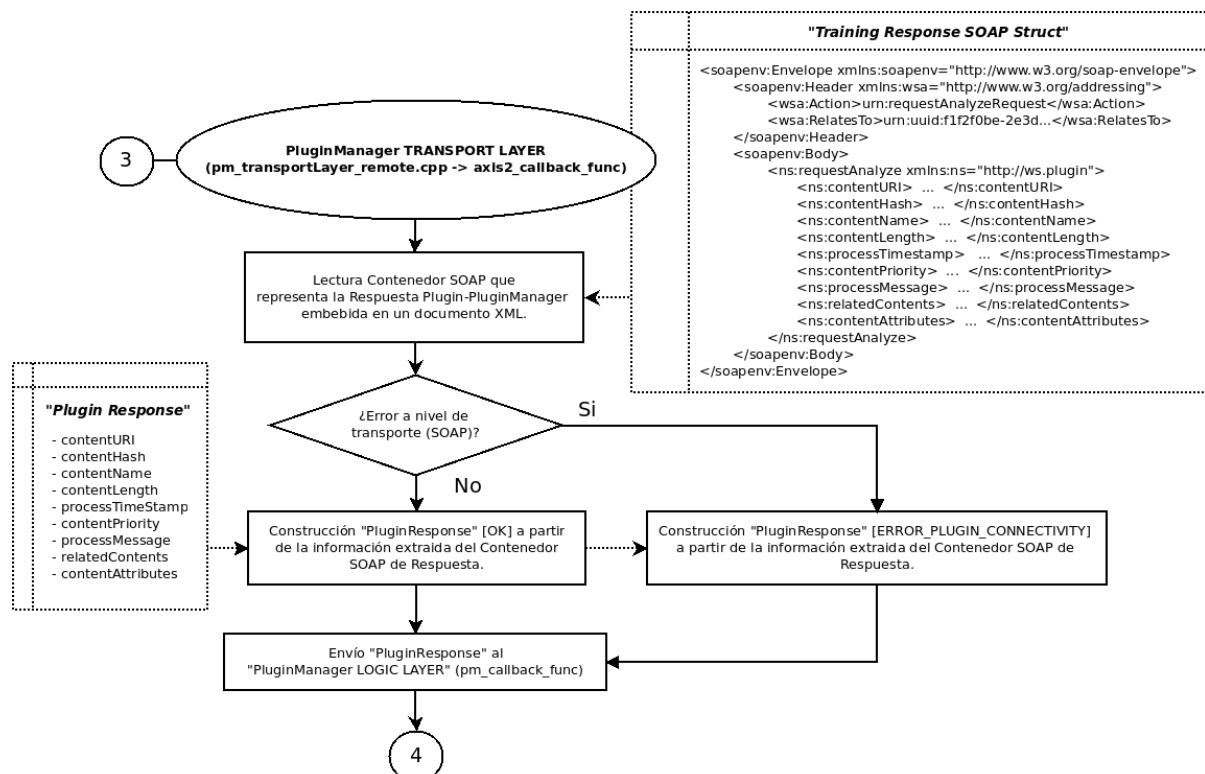 "Training Response SOAP Struct"
<soapenv:Envelope xmlns:soapenv="http://www.w3.org/soap-envelope">
<soapenv:Header xmlns:wsa="http://www.w3.org/addressing">
<wsa:Action>urn:requestAnalyzeRequest</wsa:Action>
<wsa:RelatesTo>urn:uuid:f1f2f0be-2e3d...</wsa:RelatesTo>
</soapenv:Header>
<soapenv:Body>
<ns:requestAnalyze xmlns:ns="http://ws.plugin">
<ns:contentURI> ... </ns:contentURI>
<ns:contentHash> ... </ns:contentHash>
<ns:contentName> ... </ns:contentName>
<ns:contentLength> ... </ns:contentLength>
<ns:processTimestamp> ... </ns:processTimestamp>
<ns:contentPriority> ... </ns:contentPriority>
<ns:processMessage> ... </ns:processMessage>
<ns:relatedContents> ... </ns:relatedContents>
<ns:contentAttributes> ... </ns:contentAttributes>
</ns:requestAnalyze>
</soapenv:Body>
</soapenv:Envelope>
3
PluginManager TRANSPORT LAYER
(pm_transportLayer_remote.cpp -> axis2_callback_func)
Lectura Contenedor SOAP que
representa la Respuesta Plugin-PluginManager
embebida en un documento XML.
"Plugin Response"
- contentURI
- contentHash
- contentName
- contentLength
- processTimeStamp
- contentPriority
- processMessage
- relatedContents
- contentAttributes
¿Error a nivel de
transporte (SOAP)?
Si
No
Construcción "PluginResponse" [OK] a partir
de la información extraida del Contenedor
SOAP de Respuesta.
Construcción "PluginResponse" [ERROR_PLUGIN_CONNECTIVITY]
a partir de la información extraida del Contenedor SOAP de
Respuesta.
Envío "PluginResponse" al
"PluginManager LOGIC LAYER" (pm_callback_func)
4